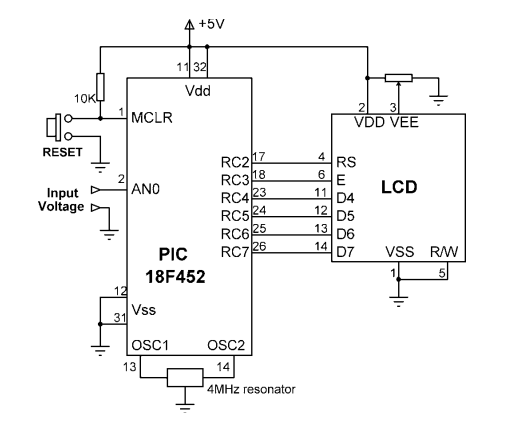 +5V
11 32
Vdd
10K
1 MCLR
RESET
2 3
VDD VEE
2 AN0
Input
Voltage
RC2 17 4 RS
RC3 18 6 E
RC4 23 11 D4
RC5 24 12 D5
RC6 25 13 D6
RC7 26 14 D7
LCD
PIC
18F452
VSS R/W
1 5
12
Vss
31
OSC1 OSC2
13 14
4MHz resonator